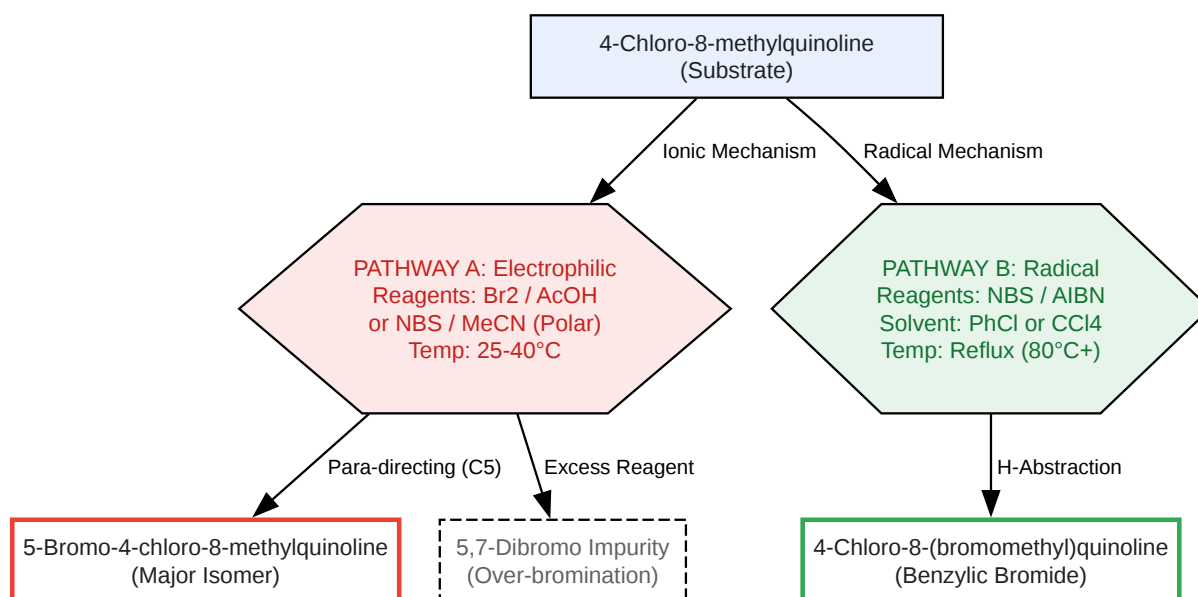 4-Chloro-8-methylquinoline
(Substrate)
Ionic Mechanism
Radical Mechanism
PATHWAY A: Electrophilic
Reagents: Br2 / AcOH
or NBS / MeCN (Polar)
Temp: 25-40°C
PATHWAY B: Radical
Reagents: NBS / AIBN
Solvent: PhCl or CCl4
Temp: Reflux (80°C+)
Para-directing (C5)
Excess Reagent
H-Abstraction
5-Bromo-4-chloro-8-methylquinoline
(Major Isomer)
5,7-Dibromo Impurity
(Over-bromination)
4-Chloro-8-(bromomethyl)quinoline
(Benzylic Bromide)